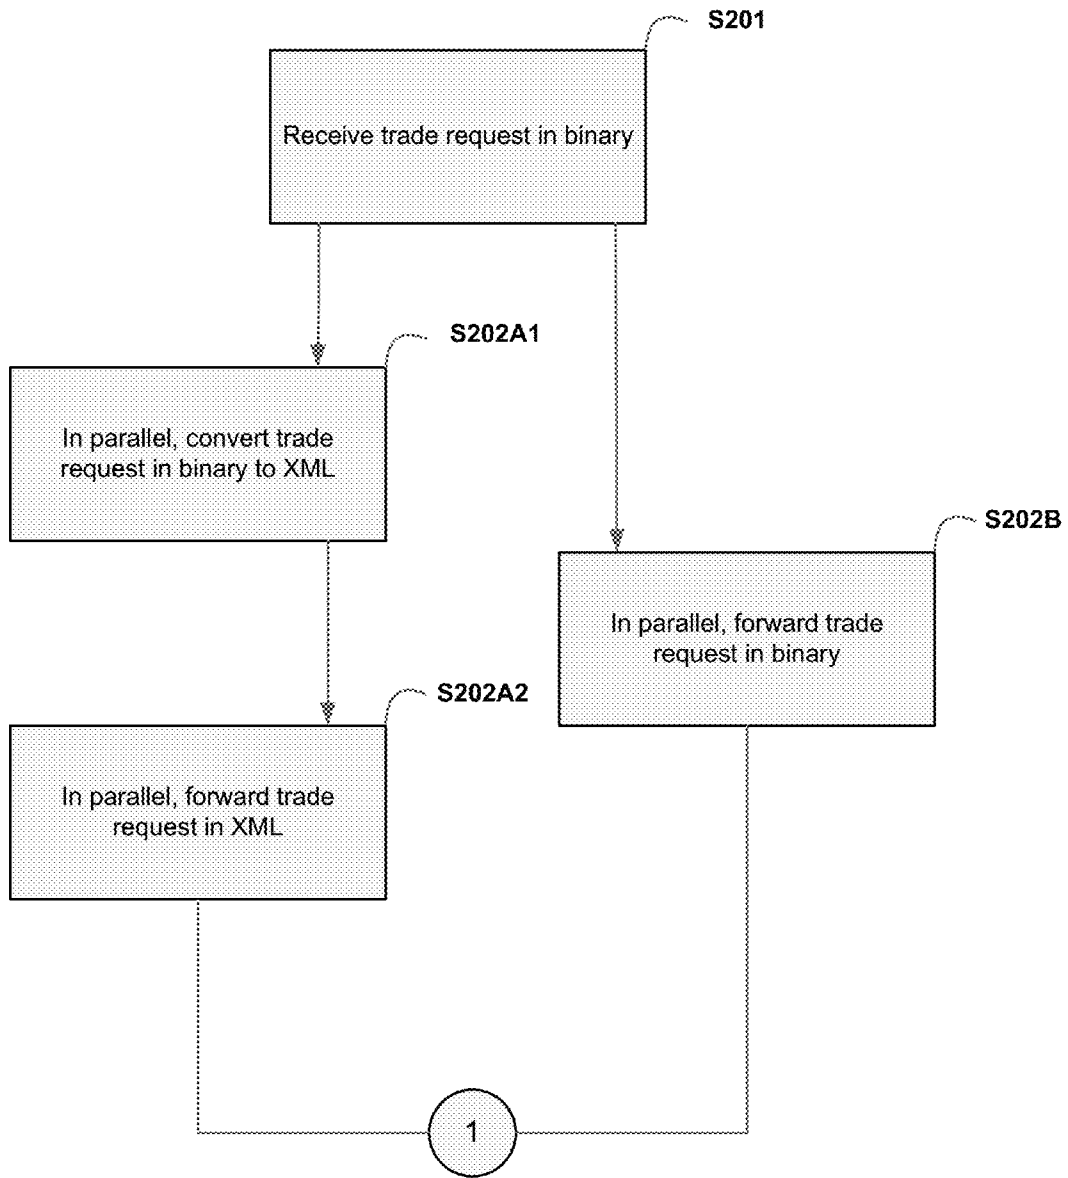 S201
Receive trade request in binary
S202A1
In parallel, convert trade
request in binary to XML
S202B
In parallel, forward trade
request in binary
S202A2
In parallel, forward trade
request in XML
1